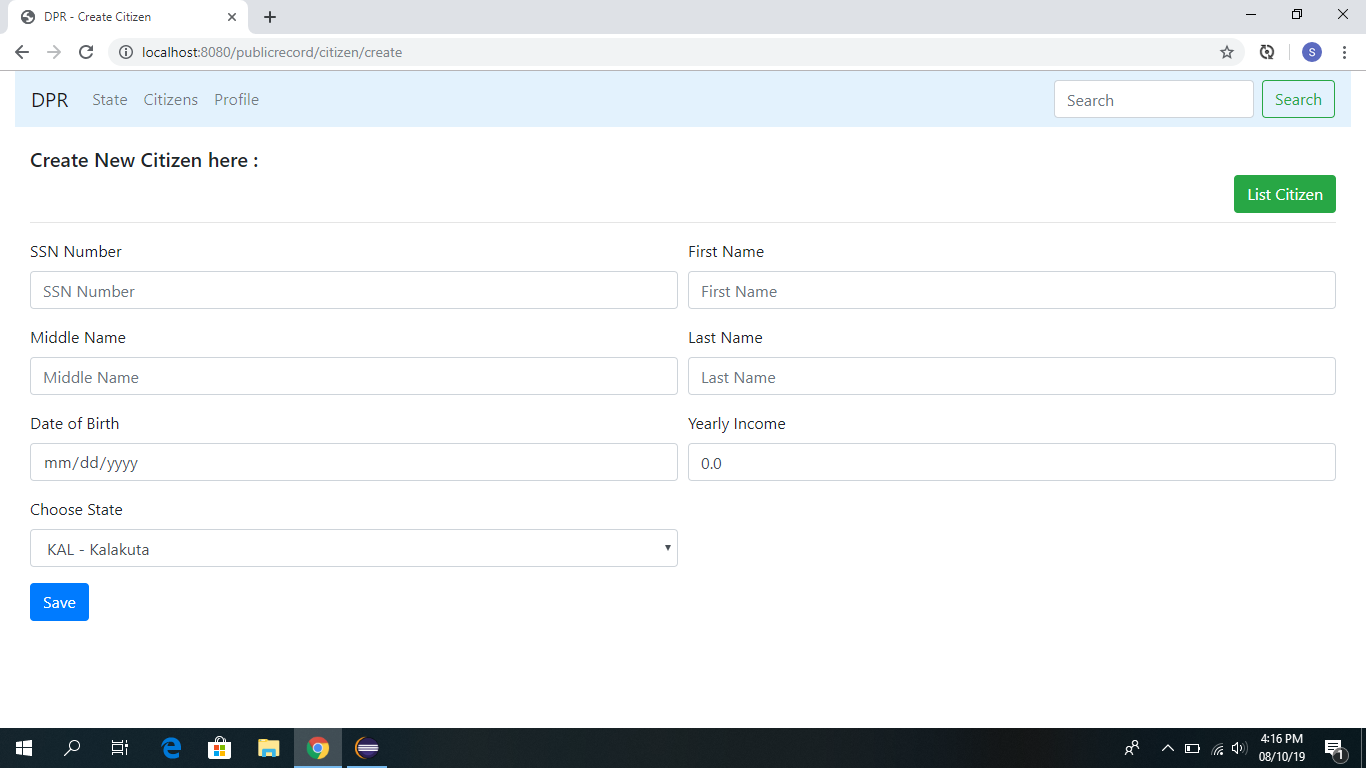 DPR - Create Citizen
localhost:8080/publicrecord/citizen/create
S
DPR State Citizens Profile Search Search
Create New Citizen here :
List Citizen
SSN Number First Name
SSN Number First Name
Middle Name Last Name
Middle Name Last Name
Date of Birth Yearly Income
mm/dd/yyyy 0.0
Choose State
KAL - Kalakuta
Save
4:16 PM
08/10/19
1